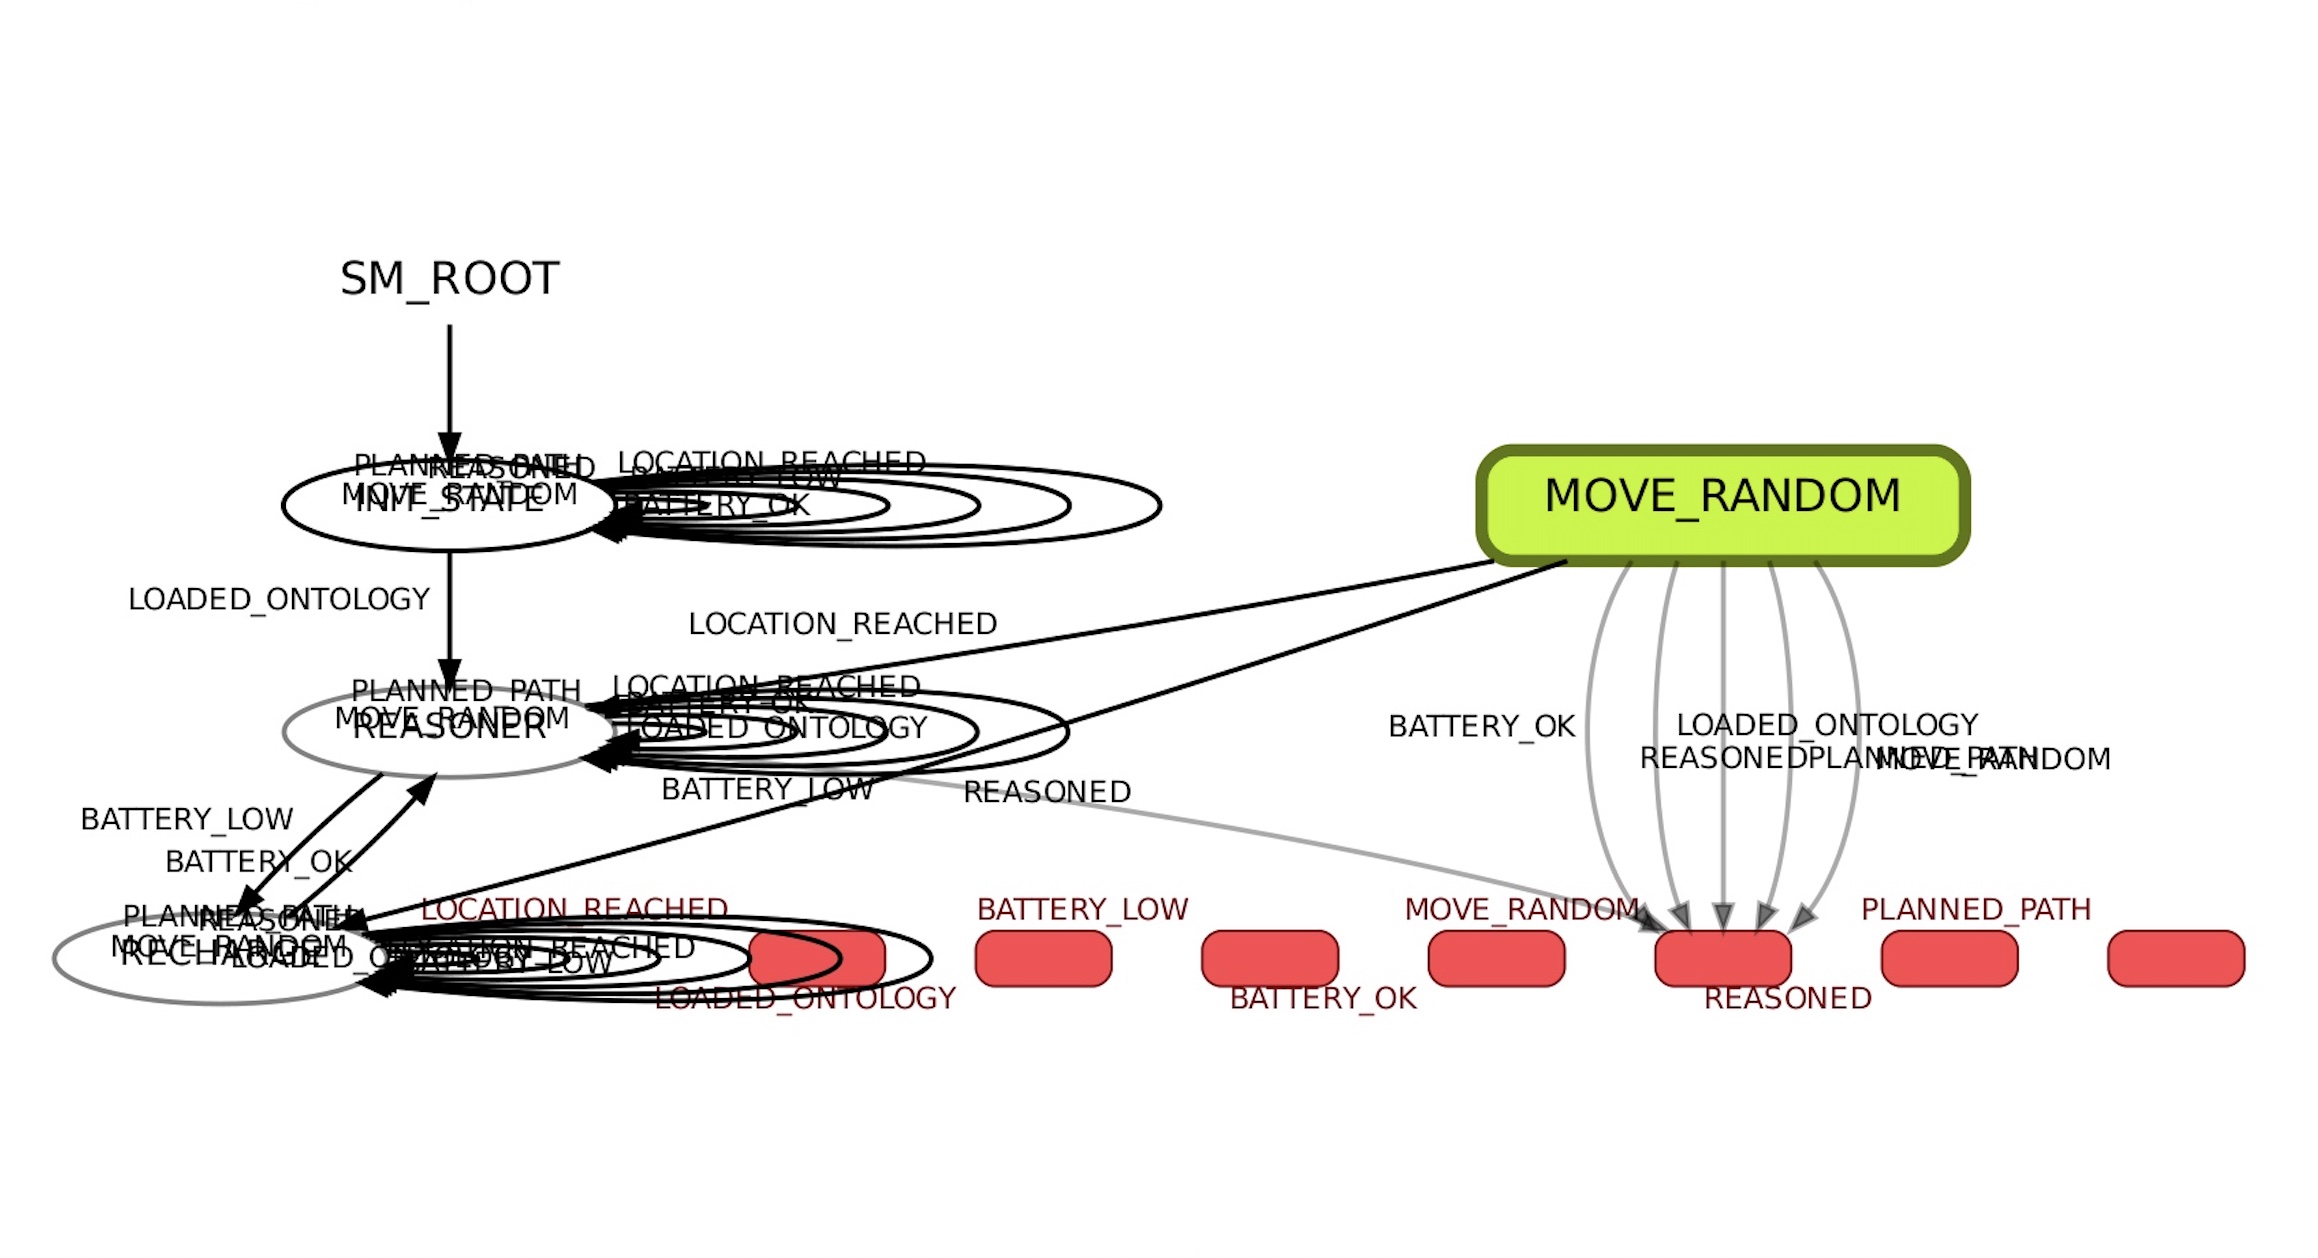 SM_ROOT
PLANNED_PATH
REASONED
LOCATION_REACHED
BATTERY_LOW
MOVE_RANDOM
INIT_STATE
BATTERY_OK
MOVE_RANDOM
LOADED_ONTOLOGY
LOCATION_REACHED
PLANNED_PATH
LOCATION_REACHED
BATTERY_OK
MOVE_RANDOM
REASONER
LOADED_ONTOLOGY
BATTERY_OK
LOADED_ONTOLOGY
REASONED
PLANNED_PATH
MOVE_RANDOM
BATTERY_LOW
REASONED
BATTERY_LOW
BATTERY_OK
PLANNED_PATH
REASONED
LOCATION_REACHED
BATTERY_LOW
MOVE_RANDOM
PLANNED_PATH
MOVE_RANDOM
RECHARGE
LOADED_ONTOLOGY
LOCATION_REACHED
BATTERY_LOW
LOADED_ONTOLOGY
BATTERY_OK
REASONED